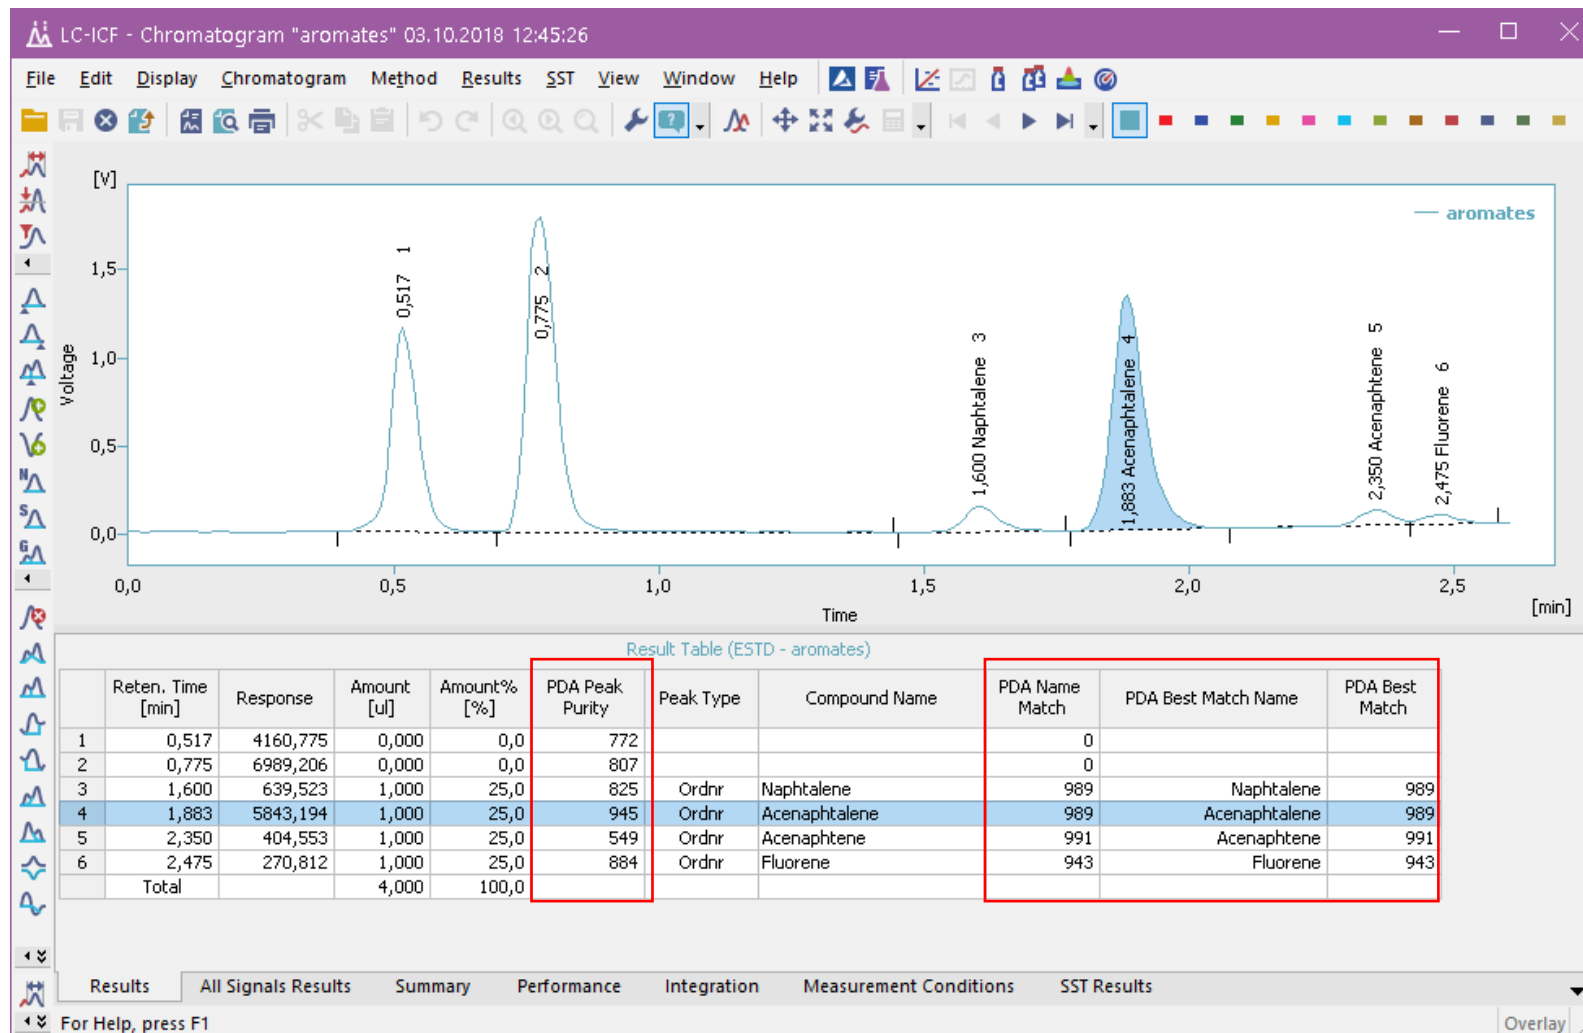 LC-ICF - Chromatogram "aromates" 03.10.2018 12:45:26
File Edit Display Chromatogram Method Results SST View Window Help
[V]
aromates
1,5
1,0
0,5
0,0
Voltage
0,517 1
0,775 2
1,600 Naphtalene 3
1,883 Acenaphtalene 4
2,350 Acenaphtene 5
2,475 Fluorene 6
0,0 0,5 1,0 1,5 2,0 2,5
Time
[min]
Result Table (ESTD - aromates)
Reten. Time [min] Response Amount [ul] Amount% [%] PDA Peak Purity Peak Type Compound Name PDA Name Match PDA Best Match Name PDA Best Match
1 0,517 4160,775 0,000 0,0 772 0
2 0,775 6989,206 0,000 0,0 807 0
3 1,600 639,523 1,000 25,0 825 Ordnr Naphtalene 989 Naphtalene 989
4 1,883 5843,194 1,000 25,0 945 Ordnr Acenaphtalene 989 Acenaphtalene 989
5 2,350 404,553 1,000 25,0 549 Ordnr Acenaphtene 991 Acenaphtene 991
6 2,475 270,812 1,000 25,0 884 Ordnr Fluorene 943 Fluorene 943
Total 4,000 100,0
Results All Signals Results Summary Performance Integration Measurement Conditions SST Results
For Help, press F1
Overlay